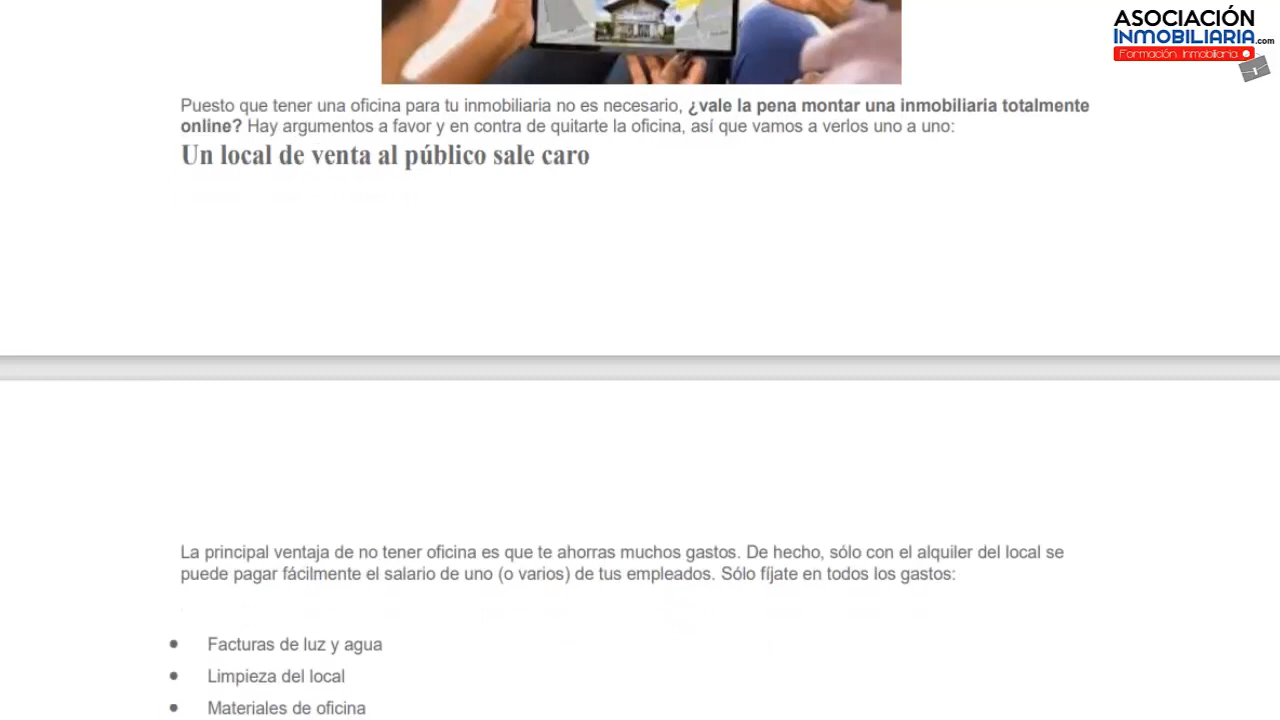 ASOCIACIÓN
INMOBILIARIA.com
Formación Inmobiliaria
Puesto que tener una oficina para tu inmobiliaria no es necesario, ¿vale la pena montar una inmobiliaria totalmente
online? Hay argumentos a favor y en contra de quitarte la oficina, así que vamos a verlos uno a uno:
Un local de venta al público sale caro
La principal ventaja de no tener oficina es que te ahorras muchos gastos. De hecho, sólo con el alquiler del local se
puede pagar fácilmente el salario de uno (o varios) de tus empleados. Sólo fíjate en todos los gastos:
• Facturas de luz y agua
• Limpieza del local
• Materiales de oficina